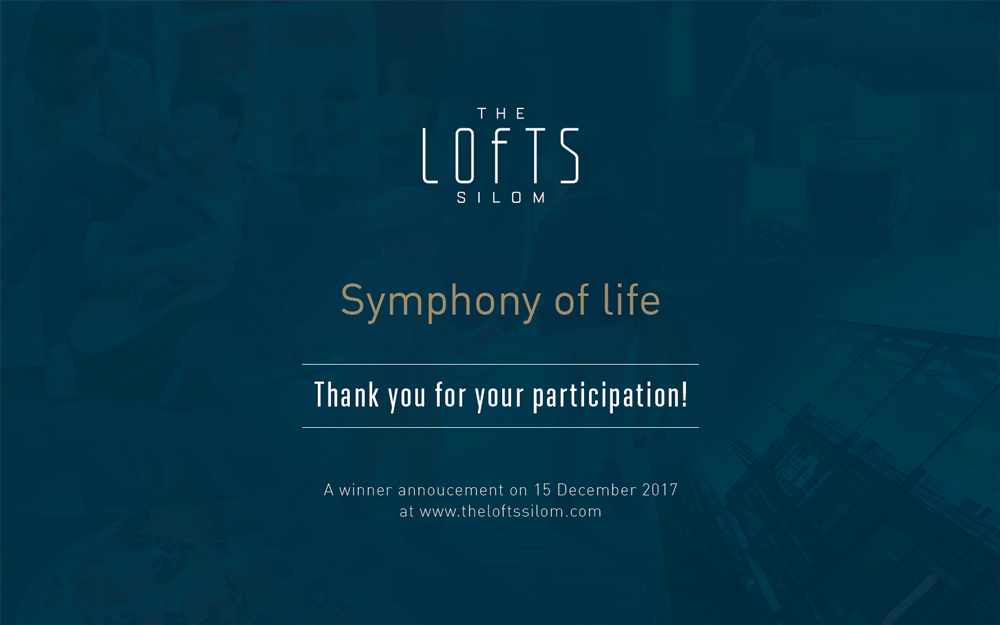 THE
LOFTS
SILOM
Symphony of life
Thank you for your participation!
A winner annoucement on 15 December 2017
at www.theloftssilom.com